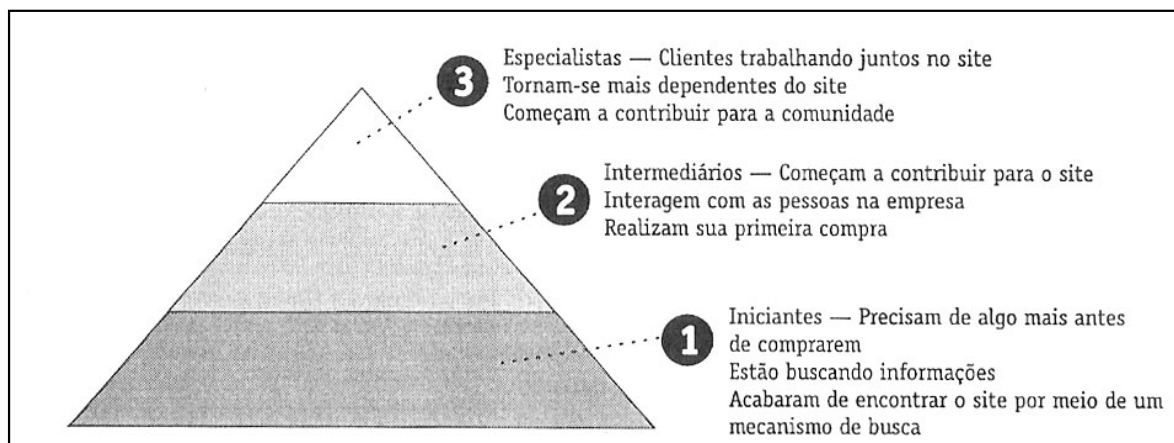 3
Especialistas — Clientes trabalhando juntos no site
Tornam-se mais dependentes do site
Começam a contribuir para a comunidade
2
Intermediários — Começam a contribuir para o site
Interagem com as pessoas na empresa
Realizam sua primeira compra
1
Iniciantes — Precisam de algo mais antes
de comprarem
Estão buscando informações
Acabaram de encontrar o site por meio de um
mecanismo de busca